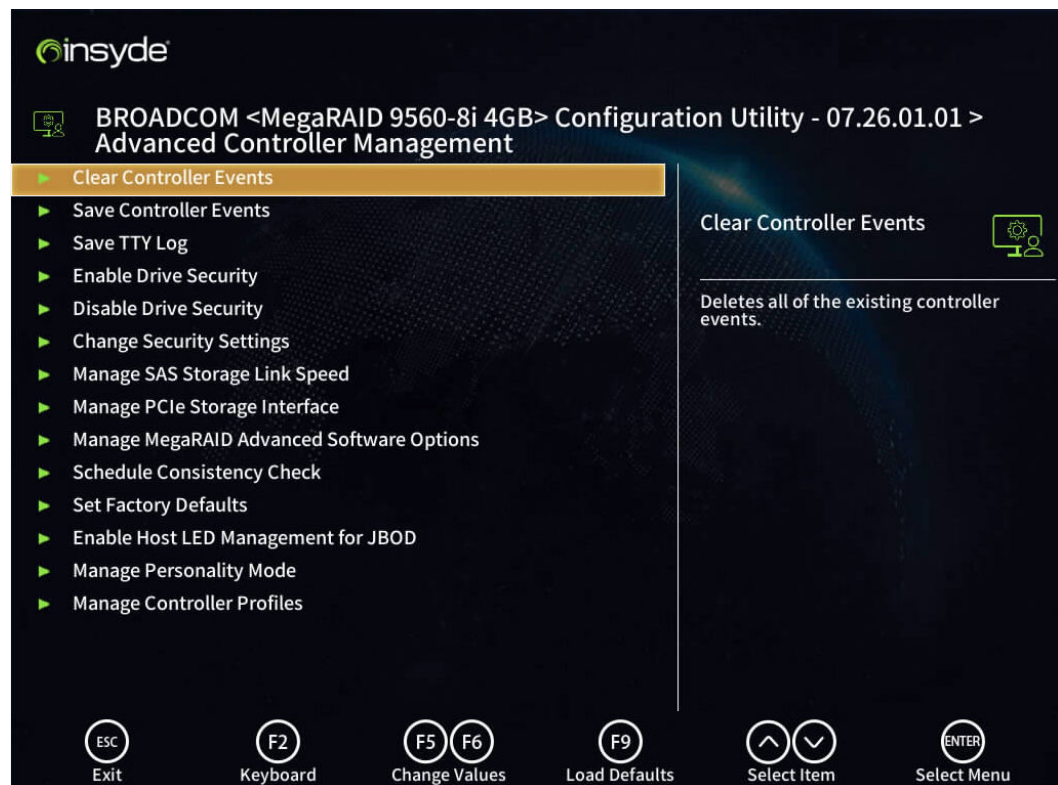 insyde
BROADCOM <MegaRAID 9560-8i 4GB> Configuration Utility - 07.26.01.01 >
Advanced Controller Management
Clear Controller Events
Save Controller Events
Save TTY Log
Enable Drive Security
Disable Drive Security
Change Security Settings
Manage SAS Storage Link Speed
Manage PCIe Storage Interface
Manage MegaRAID Advanced Software Options
Schedule Consistency Check
Set Factory Defaults
Enable Host LED Management for JBOD
Manage Personality Mode
Manage Controller Profiles
Clear Controller Events
Deletes all of the existing controller
events.
ESC F2 F5 F6 F9 ENTER
Exit Keyboard Change Values Load Defaults Select Item Select Menu